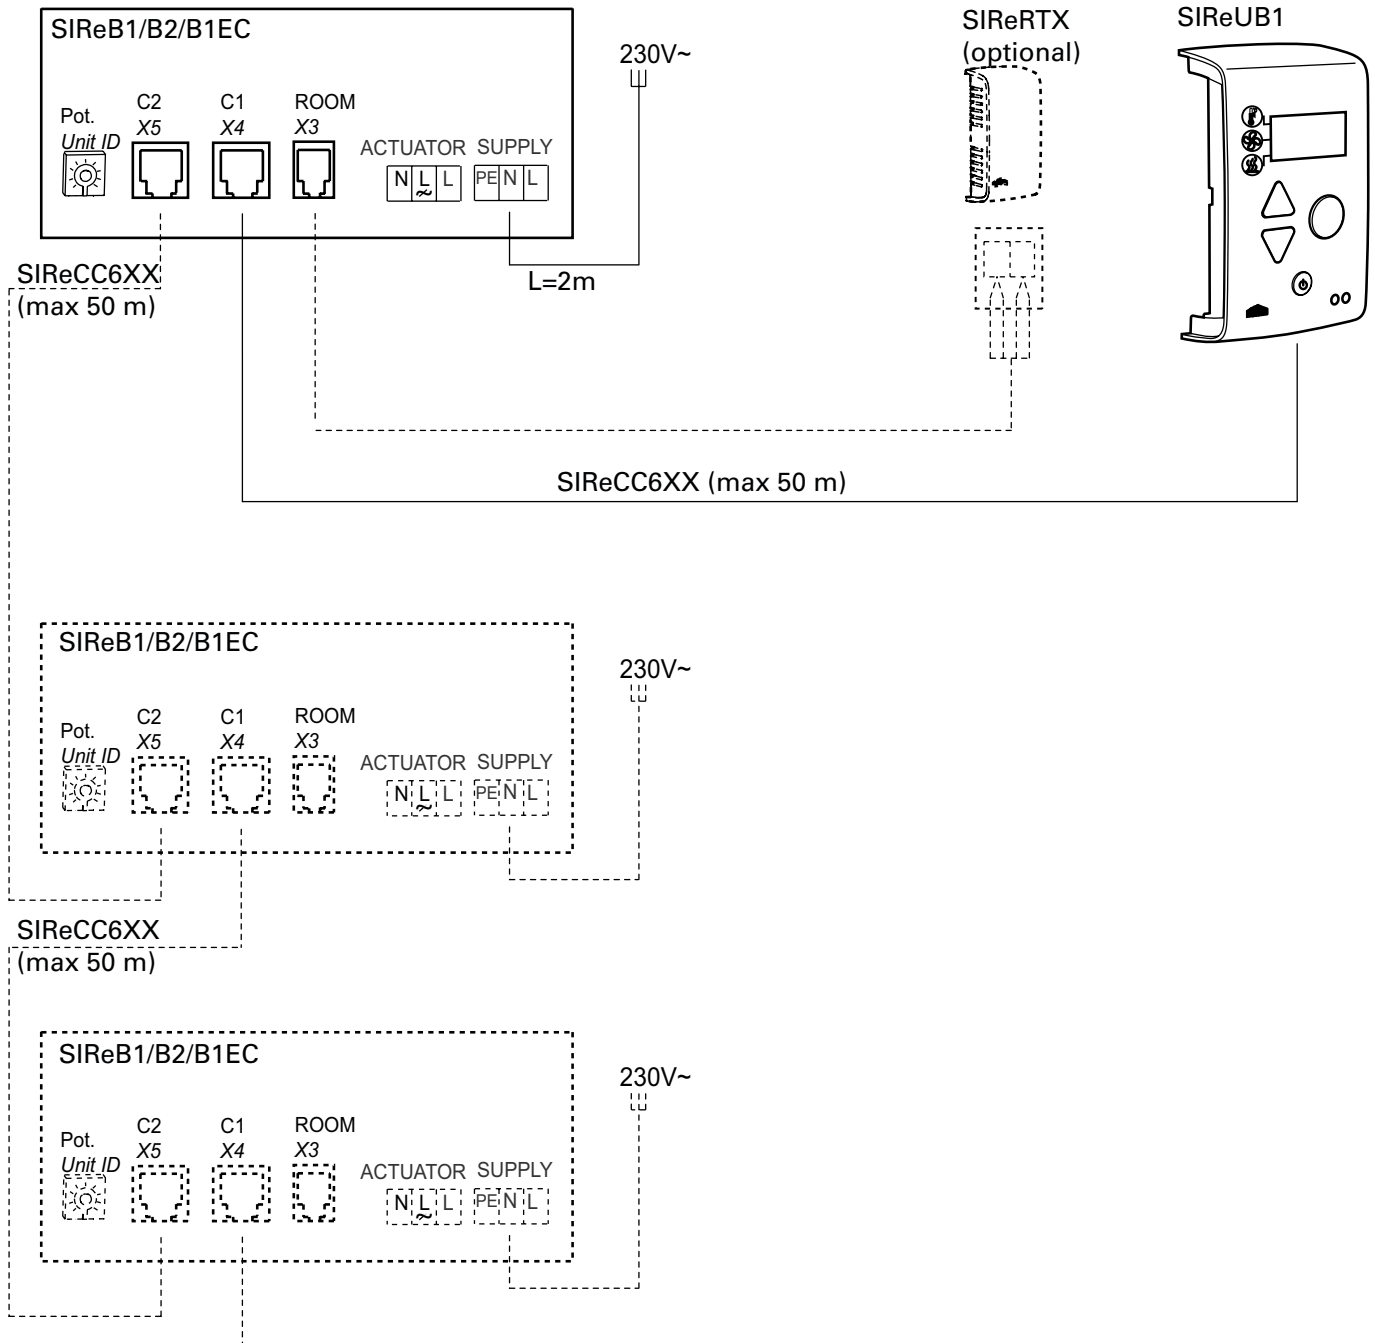 SIReB1/B2/B1EC
230V~
SIReRTX
(optional)
SIReUB1
Pot.
Unit ID
C2
X5
C1
X4
ROOM
X3
ACTUATOR SUPPLY
N L ~ L PE N L
L=2m
SIReCC6XX
(max 50 m)
SIReCC6XX (max 50 m)
SIReB1/B2/B1EC
230V~
Pot.
Unit ID
C2
X5
C1
X4
ROOM
X3
ACTUATOR SUPPLY
N L ~ L PE N L
SIReCC6XX
(max 50 m)
SIReB1/B2/B1EC
230V~
Pot.
Unit ID
C2
X5
C1
X4
ROOM
X3
ACTUATOR SUPPLY
N L ~ L PE N L